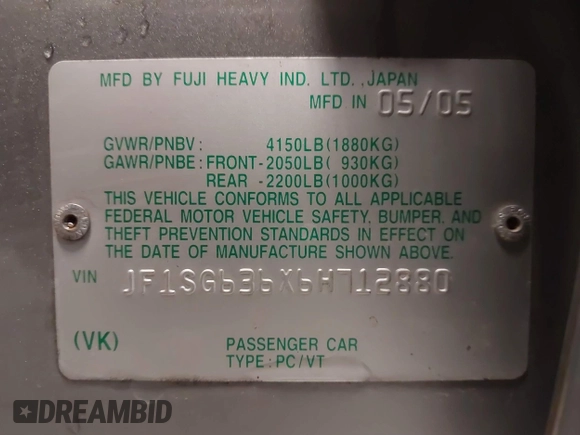 MFD BY FUJI HEAVY IND. LTD. ,JAPAN
MFD IN 05/05
GVWR/PNBV: 4150LB(1880KG)
GAWR/PNBE: FRONT-2050LB( 930KG)
REAR -2200LB(1000KG)
THIS VEHICLE CONFORMS TO ALL APPLICABLE
FEDERAL MOTOR VEHICLE SAFETY, BUMPER, AND
THEFT PREVENTION STANDARDS IN EFFECT ON
THE DATE OF MANUFACTURE SHOWN ABOVE.
VIN JF1SG636X6H712880
(VK) PASSENGER CAR
TYPE:PC/VT
DREAMBID